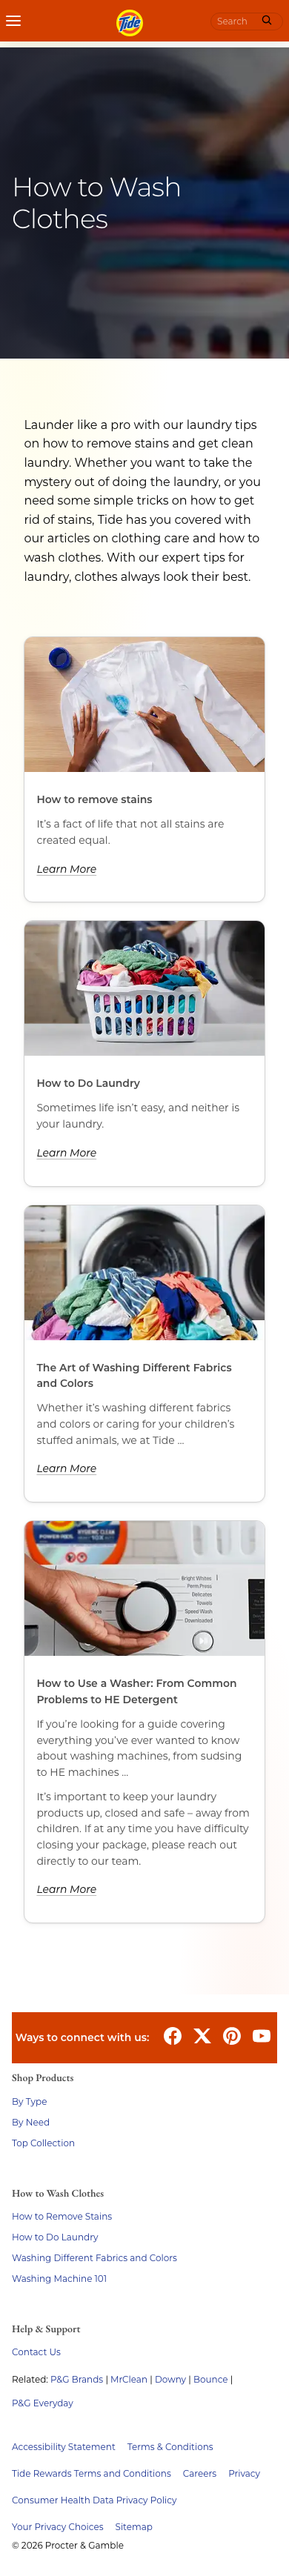 Tide
Search
How to Wash
Clothes
Launder like a pro with our laundry tips
on how to remove stains and get clean
laundry. Whether you want to take the
mystery out of doing the laundry, or you
need some simple tricks on how to get
rid of stains, Tide has you covered with
our articles on clothing care and how to
wash clothes. With our expert tips for
laundry, clothes always look their best.
How to remove stains
It’s a fact of life that not all stains are
created equal.
Learn More
How to Do Laundry
Sometimes life isn’t easy, and neither is
your laundry.
Learn More
The Art of Washing Different Fabrics
and Colors
Whether it’s washing different fabrics
and colors or caring for your children’s
stuffed animals, we at Tide ...
Learn More
HYGIENE CLEAN
Bright Whites
Perm.Press
Delicates
Towels
Speed Wash
Downloaded
How to Use a Washer: From Common
Problems to HE Detergent
If you’re looking for a guide covering
everything you’ve ever wanted to know
about washing machines, from sudsing
to HE machines ...
It’s important to keep your laundry
products up, closed and safe – away from
children. If at any time you have difficulty
closing your package, please reach out
directly to our team.
Learn More
Ways to connect with us:
Shop Products
By Type
By Need
Top Collection
How to Wash Clothes
How to Remove Stains
How to Do Laundry
Washing Different Fabrics and Colors
Washing Machine 101
Help & Support
Contact Us
Related: P&G Brands | MrClean | Downy | Bounce |
P&G Everyday
Accessibility Statement Terms & Conditions
Tide Rewards Terms and Conditions Careers Privacy
Consumer Health Data Privacy Policy
Your Privacy Choices Sitemap
© 2026 Procter & Gamble